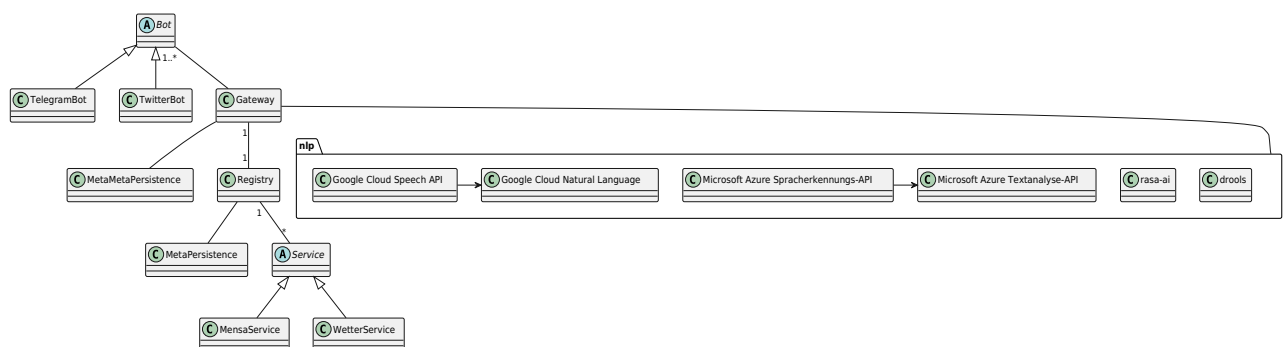 A Bot
1..*
C TelegramBot
C TwitterBot
C Gateway
1
nlp
1
C MetaMetaPersistence
C Registry
C Google Cloud Speech API
C Google Cloud Natural Language
C Microsoft Azure Spracherkennungs-API
C Microsoft Azure Textanalyse-API
C rasa-ai
C drools
1
*
C MetaPersistence
A Service
C MensaService
C WetterService